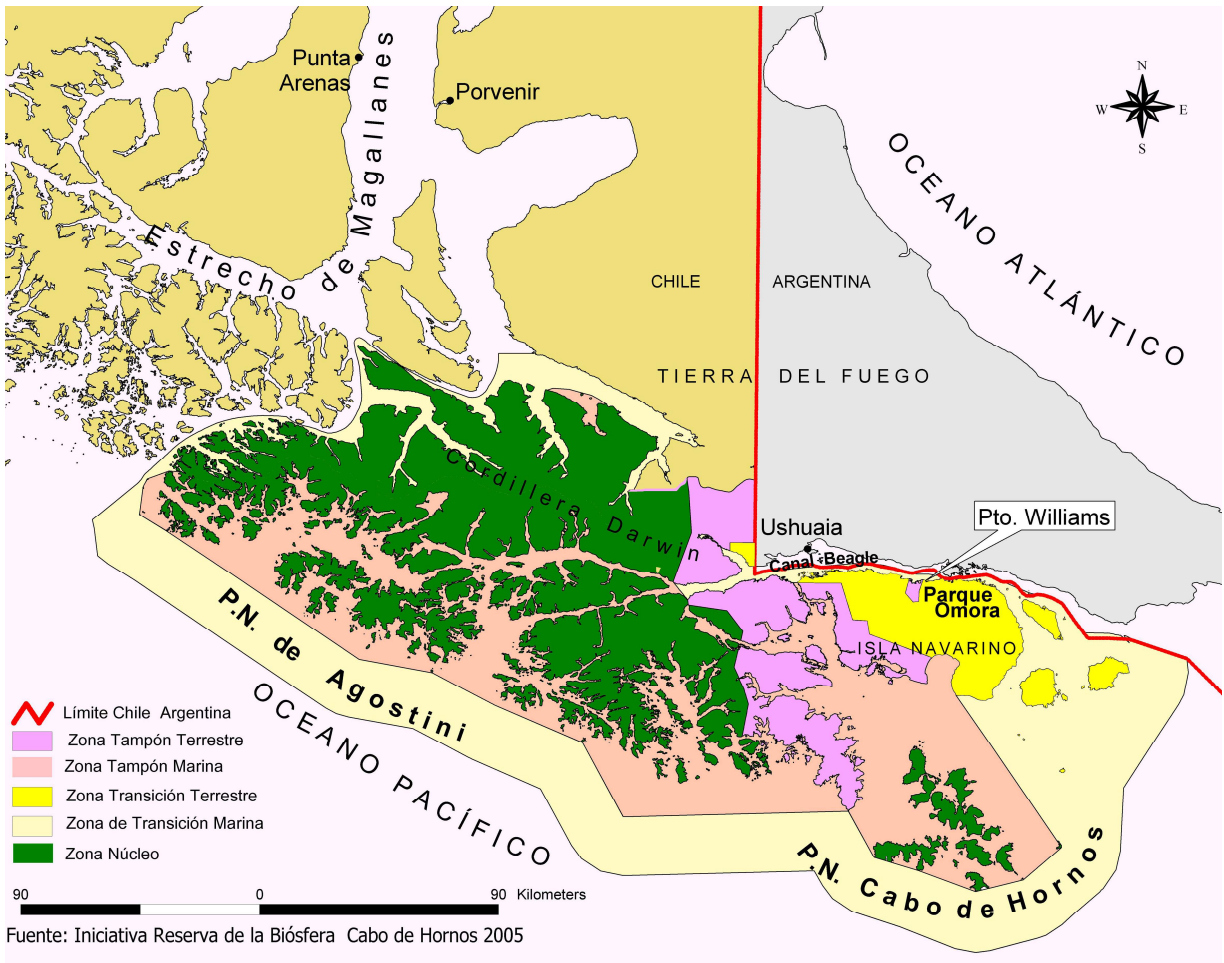 Punta
Arenas
Porvenir
N
W
E
S
Estrecho de Magallanes
OCEANO ATLÁNTICO
CHILE
ARGENTINA
TIERRA DEL FUEGO
Cordillera Darwin
Ushuaia
Pto. Williams
Canal Beagle
Parque
Omora
ISLA NAVARINO
P.N. de Agostini
OCEANO PACÍFICO
P.N. Cabo de Hornos
Límite Chile Argentina
Zona Tampón Terrestre
Zona Tampón Marina
Zona Transición Terrestre
Zona de Transición Marina
Zona Núcleo
90 0 90 Kilometers
Fuente: Iniciativa Reserva de la Biósfera Cabo de Hornos 2005